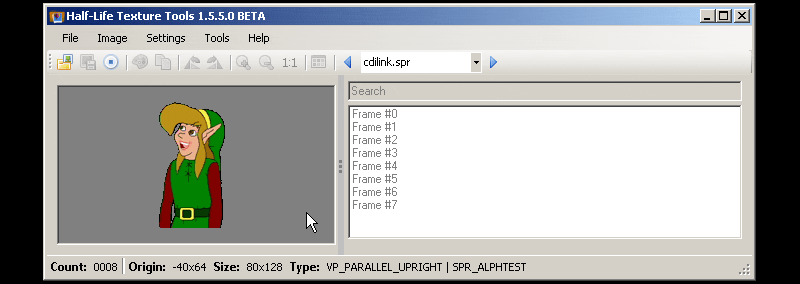 Half-Life Texture Tools 1.5.5.0 BETA
File Image Settings Tools Help
1:1 cdilink.spr
Search
Frame #0
Frame #1
Frame #2
Frame #3
Frame #4
Frame #5
Frame #6
Frame #7
Count: 0008 Origin: -40x64 Size: 80x128 Type: VP_PARALLEL_UPRIGHT | SPR_ALPHTEST